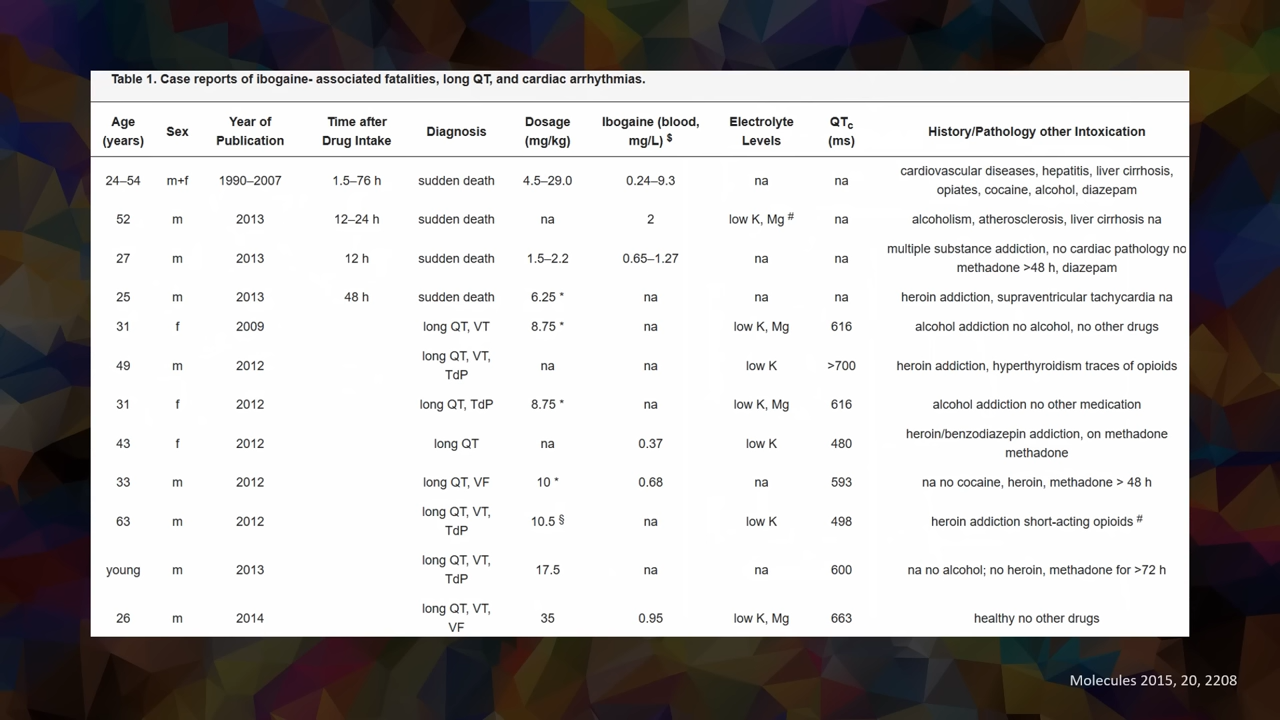 Table 1. Case reports of ibogaine- associated fatalities, long QT, and cardiac arrhythmias.
Age (years) Sex Year of Publication Time after Drug Intake Diagnosis Dosage (mg/kg) Ibogaine (blood, mg/L) $ Electrolyte Levels QTc (ms) History/Pathology other Intoxication
24–54 m+f 1990–2007 1.5–76 h sudden death 4.5–29.0 0.24–9.3 na na cardiovascular diseases, hepatitis, liver cirrhosis, opiates, cocaine, alcohol, diazepam
52 m 2013 12–24 h sudden death na 2 low K, Mg # na alcoholism, atherosclerosis, liver cirrhosis na
27 m 2013 12 h sudden death 1.5–2.2 0.65–1.27 na na multiple substance addiction, no cardiac pathology no methadone >48 h, diazepam
25 m 2013 48 h sudden death 6.25 * na na na heroin addiction, supraventricular tachycardia na
31 f 2009 long QT, VT 8.75 * na low K, Mg 616 alcohol addiction no alcohol, no other drugs
49 m 2012 long QT, VT, TdP na na low K >700 heroin addiction, hyperthyroidism traces of opioids
31 f 2012 long QT, TdP 8.75 * na low K, Mg 616 alcohol addiction no other medication
43 f 2012 long QT na 0.37 low K 480 heroin/benzodiazepin addiction, on methadone methadone
33 m 2012 long QT, VF 10 * 0.68 na 593 na no cocaine, heroin, methadone > 48 h
63 m 2012 long QT, VT, TdP 10.5 § na low K 498 heroin addiction short-acting opioids #
young m 2013 long QT, VT, TdP 17.5 na na 600 na no alcohol; no heroin, methadone for >72 h
26 m 2014 long QT, VT, VF 35 0.95 low K, Mg 663 healthy no other drugs
Molecules 2015, 20, 2208